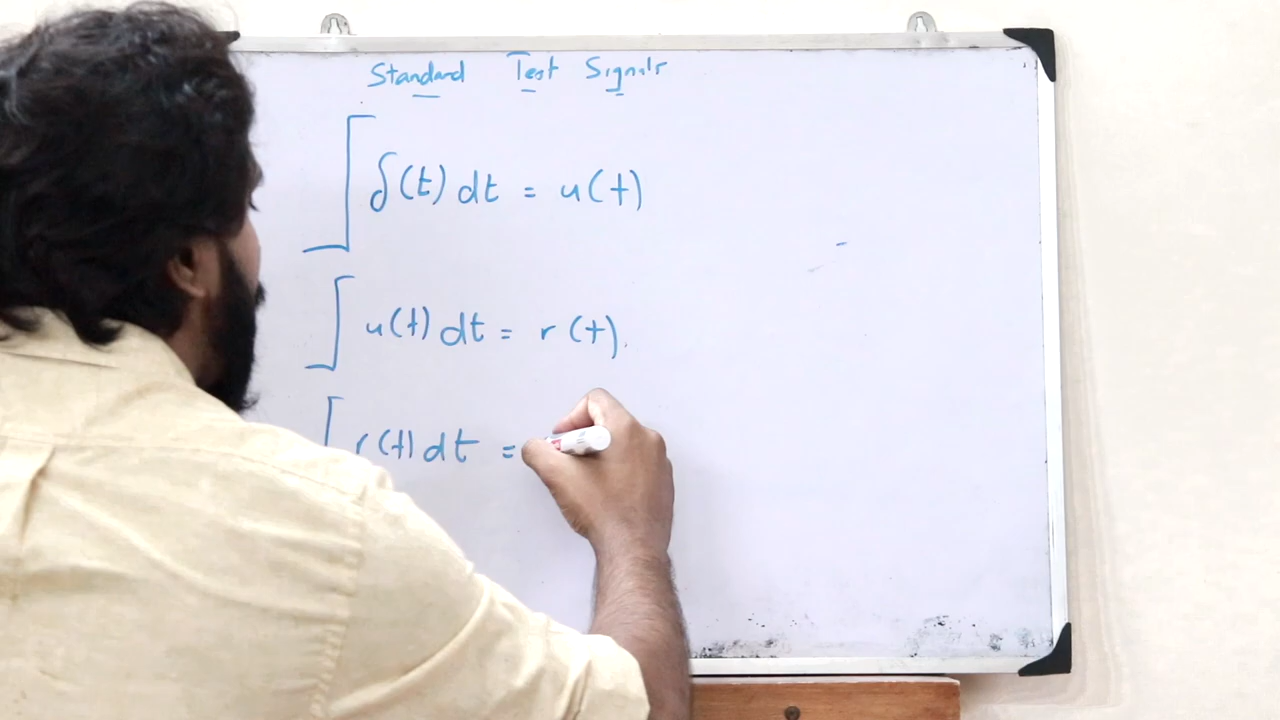 Standard Test Signals
∫ δ(t) dt = u(t)
∫ u(t) dt = r(t).
∫ r(t) dt =